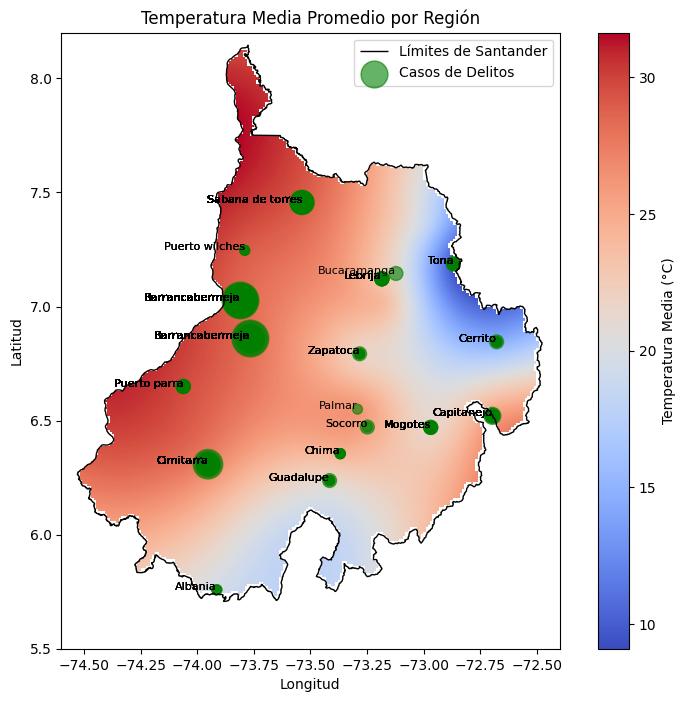 Temperatura Media Promedio por Región
Límites de Santander
Casos de Delitos
8.0
7.5
7.0
6.5
6.0
5.5
Latitud
−74.50
−74.25
−74.00
−73.75
−73.50
−73.25
−73.00
−72.75
−72.50
Longitud
Sabana de torres
Puerto wilches
Tona
Bucaramanga
Lebrija
Barrancabermeja
Barrancabermeja
Cerrito
Zapatoca
Puerto parra
Palmar
Capitanejo
Socorro
Mogotes
Chima
Cimitarra
Guadalupe
Albania
30
25
20
15
10
Temperatura Media (°C)